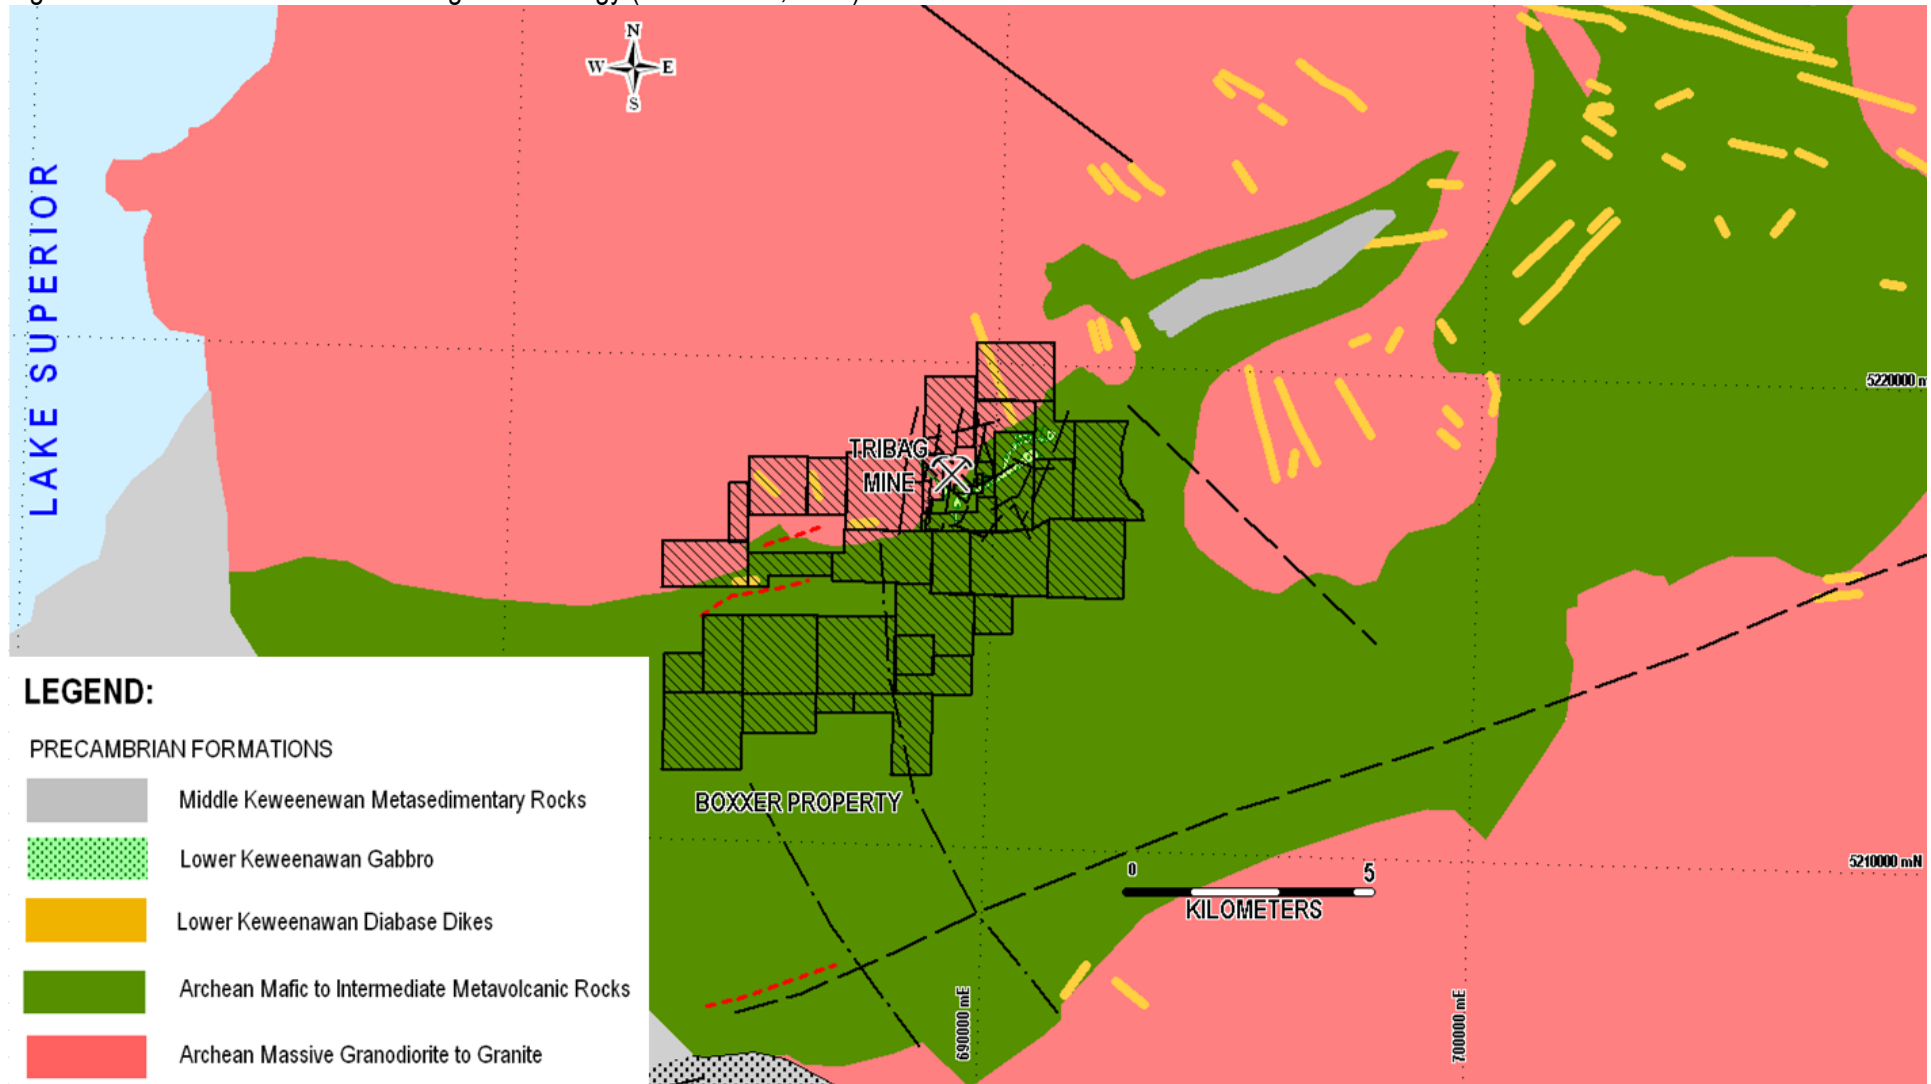 N
W E
S
LAKE SUPERIOR
5220000 m
TRIBAG
MINE
LEGEND:
PRECAMBRIAN FORMATIONS
Middle Keweenewan Metasedimentary Rocks
BOXXER PROPERTY
Lower Keweenawan Gabbro
0 5
KILOMETERS
5210000 mN
Lower Keweenawan Diabase Dikes
Archean Mafic to Intermediate Metavolcanic Rocks
690000 mE
700000 mE
Archean Massive Granodiorite to Granite